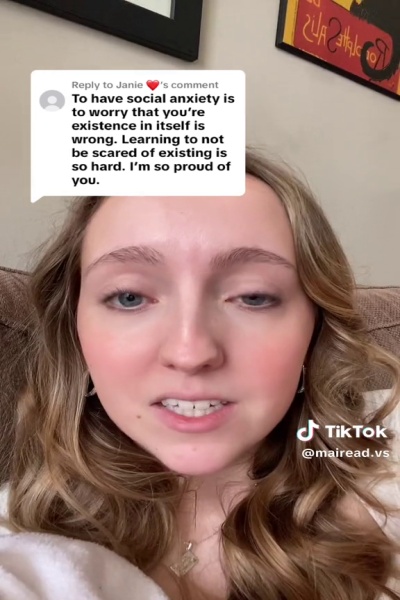 Reply to Janie ❤️'s comment
To have social anxiety is
to worry that you're
existence in itself is
wrong. Learning to not
be scared of existing is
so hard. I'm so proud of
you.
TikTok
@mairead.vs